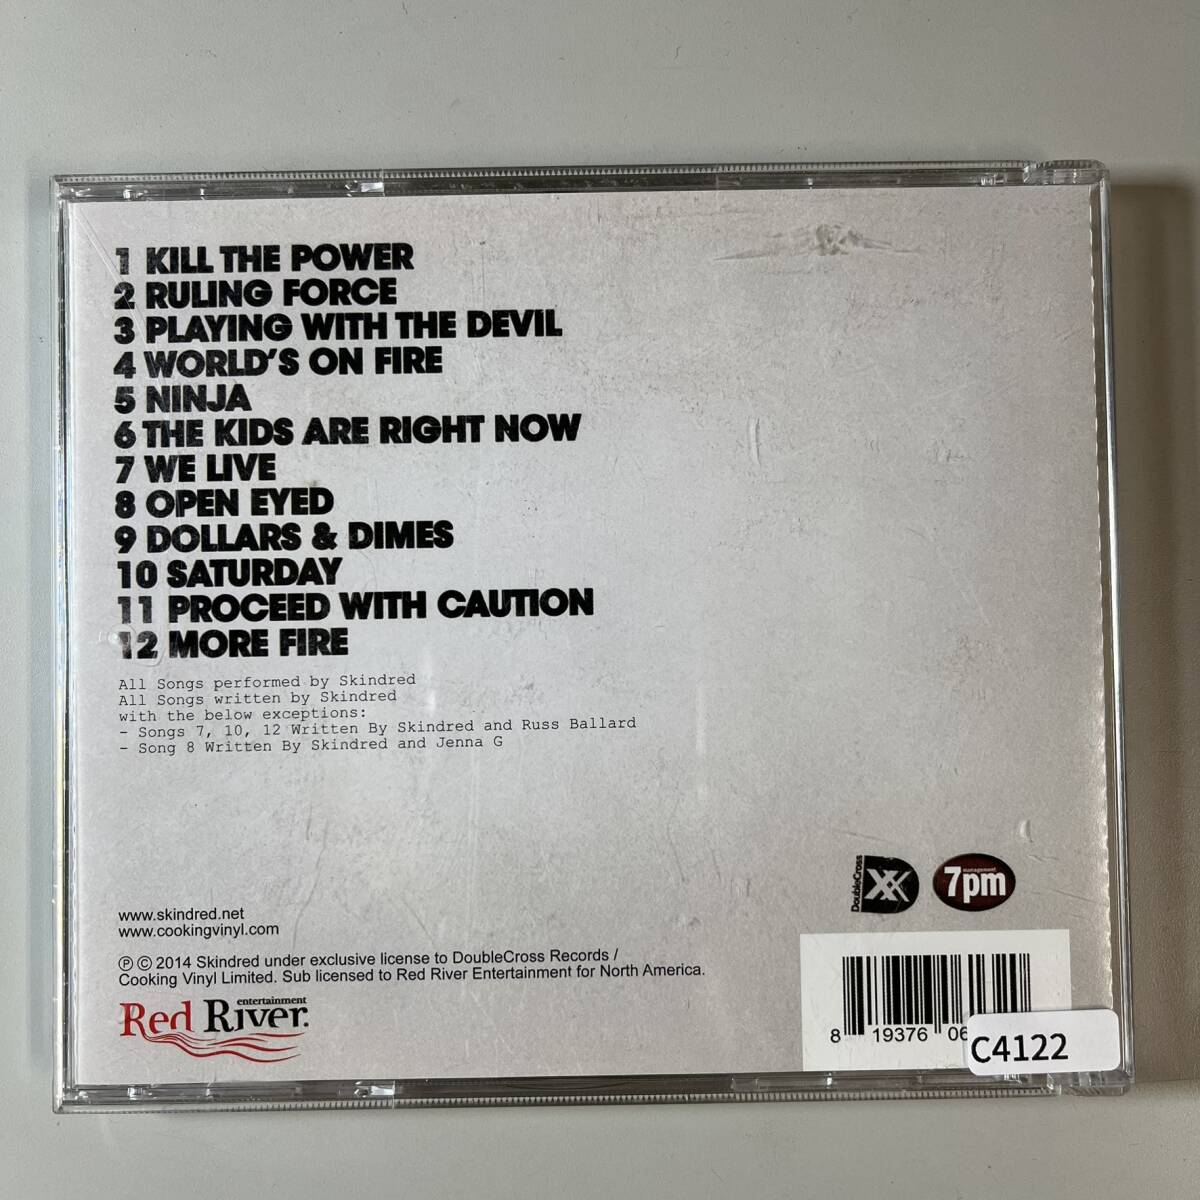 1 KILL THE POWER
2 RULING FORCE
3 PLAYING WITH THE DEVIL
4 WORLD'S ON FIRE
5 NINJA
6 THE KIDS ARE RIGHT NOW
7 WE LIVE
8 OPEN EYED
9 DOLLARS & DIMES
10 SATURDAY
11 PROCEED WITH CAUTION
12 MORE FIRE
All Songs performed by Skindred
All Songs written by Skindred
with the below exceptions:
- Songs 7, 10, 12 Written By Skindred and Russ Ballard
- Song 8 Written By Skindred and Jenna G
DoubleCross
XX
management
7pm
www.skindred.net
www.cookingvinyl.com
℗ © 2014 Skindred under exclusive license to DoubleCross Records /
Cooking Vinyl Limited. Sub licensed to Red River Entertainment for North America.
entertainment
Red River.
8 19376 06
C4122